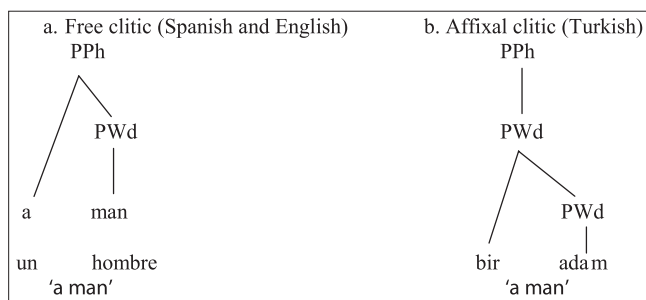 a. Free clitic (Spanish and English) b. Affixal clitic (Turkish)
PPh PPh
PWd PWd
a man PWd
un hombre bir adam
'a man' 'a man'